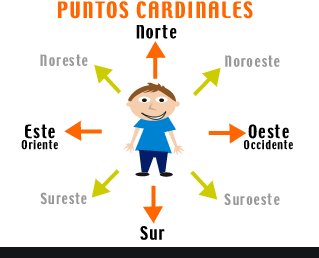 PUNTOS CARDINALES
Norte
Noreste
Noroeste
Este
Oriente
Oeste
Occidente
Sureste
Suroeste
Sur